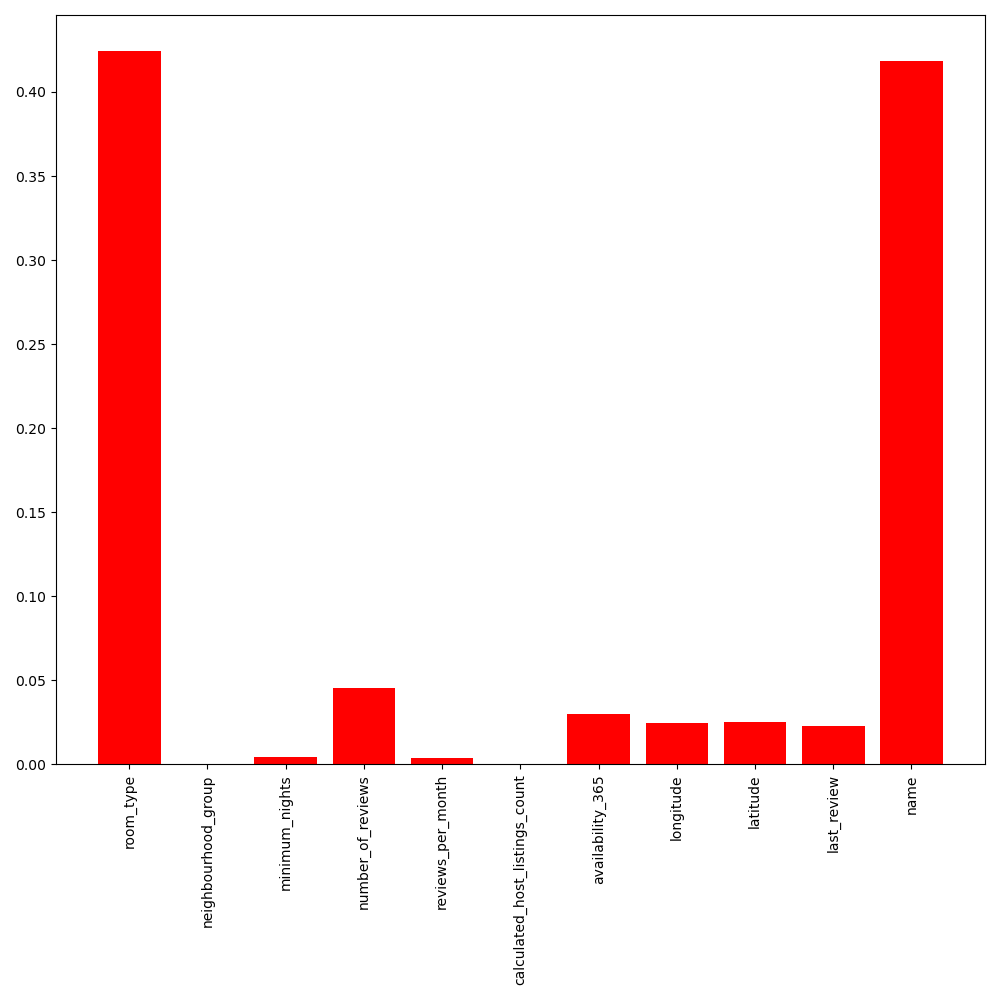 0.40
0.35
0.30
0.25
0.20
0.15
0.10
0.05
0.00
room_type
neighbourhood_group
minimum_nights
number_of_reviews
reviews_per_month
calculated_host_listings_count
availability_365
longitude
latitude
last_review
name